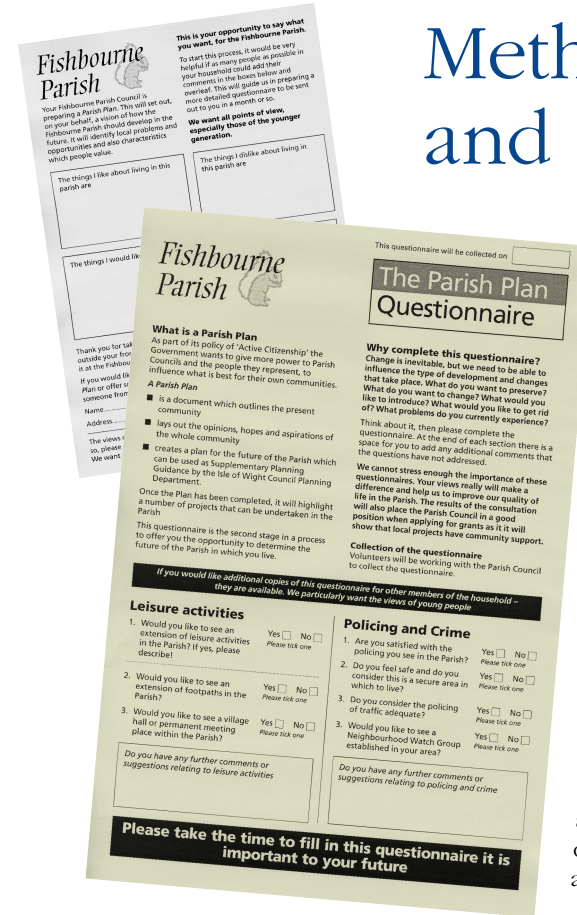 Meth
and
Fishbourne
Parish
Your Fishbourne Parish Council is
preparing a Parish Plan. This will set out,
on your behalf, a vision of how the
Fishbourne Parish should develop in the
future. It will identify local problems and
opportunities and also characteristics
which people value.
This is your opportunity to say what
you want, for the Fishbourne Parish.
To start this process, it would be very
helpful if as many people as possible in
your household could add their
comments in the boxes below and
overleaf. This will guide us in preparing a
more detailed questionnaire to be sent
out to you in a month or so.
We want all points of view,
especially those of the younger
generation.
The things I like about living in this
parish are
The things I dislike about living in
this parish are
The things I would lik
Thank you for tak
outside your fron
it at the Fishbou
If you would lik
Plan or offer s
someone from
Name
Address
The views
so, please
We want
Fishbourne
Parish
This questionnaire will be collected on
The Parish Plan
Questionnaire
What is a Parish Plan
As part of its policy of 'Active Citizenship' the
Government wants to give more power to Parish
Councils and the people they represent, to
influence what is best for their own communities.
A Parish Plan
■ is a document which outlines the present
community
■ lays out the opinions, hopes and aspirations of
the whole community
■ creates a plan for the future of the Parish which
can be used as Supplementary Planning
Guidance by the Isle of Wight Council Planning
Department.
Once the Plan has been completed, it will highlight
a number of projects that can be undertaken in the
Parish
This questionnaire is the second stage in a process
to offer you the opportunity to determine the
future of the Parish in which you live.
Why complete this questionnaire?
Change is inevitable, but we need to be able to
influence the type of development and changes
that take place. What do you want to preserve?
What do you want to change? What would you
like to introduce? What would you like to get rid
of? What problems do you currently experience?
Think about it, then please complete the
questionnaire. At the end of each section there is a
space for you to add any additional comments that
the questions have not addressed.
We cannot stress enough the importance of these
questionnaires. Your views really will make a
difference and help us to improve our quality of
life in the Parish. The results of the consultation
will also place the Parish Council in a good
position when applying for grants as it it will
show that local projects have community support.
Collection of the questionnaire
Volunteers will be working with the Parish Council
to collect the questionnaire.
If you would like additional copies of this questionnaire for other members of the household –
they are available. We particularly want the views of young people
Leisure activities
1. Would you like to see an
extension of leisure activities
in the Parish? If yes, please
describe!
Yes No
Please tick one
2. Would you like to see an
extension of footpaths in the
Parish?
Yes No
Please tick one
3. Would you like to see a village
hall or permanent meeting
place within the Parish?
Yes No
Please tick one
Do you have any further comments or
suggestions relating to leisure activities
Policing and Crime
1. Are you satisfied with the
policing you see in the Parish?
Yes No
Please tick one
2. Do you feel safe and do you
consider this is a secure area in
which to live?
Yes No
Please tick one
3. Do you consider the policing
of traffic adequate?
Yes No
Please tick one
3. Would you like to see a
Neighbourhood Watch Group
established in your area?
Yes No
Please tick one
Do you have any further comments or
suggestions relating to policing and crime
Please take the time to fill in this questionnaire it is
important to your future